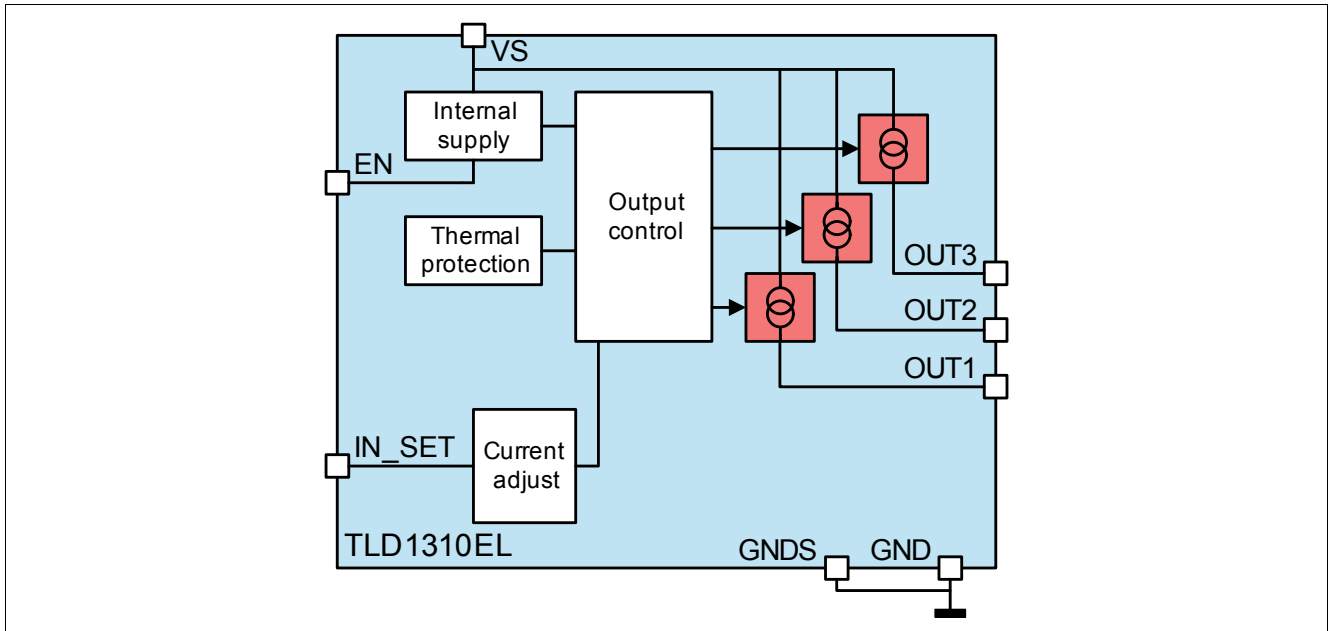 VS
Internal
supply
EN
Output
control
Thermal
protection
OUT3
OUT2
OUT1
IN_SET
Current
adjust
TLD1310EL
GNDS
GND